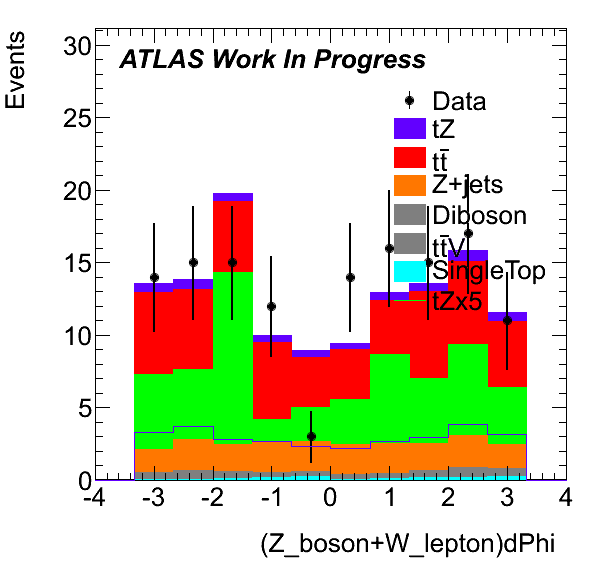 Events
ATLAS Work In Progress
30
25
20
15
10
5
0
Data
tZ
tt̄
Z+jets
Diboson
tt̄V
SingleTop
tZx5
-4 -3 -2 -1 0 1 2 3 4
(Z_boson+W_lepton)dPhi